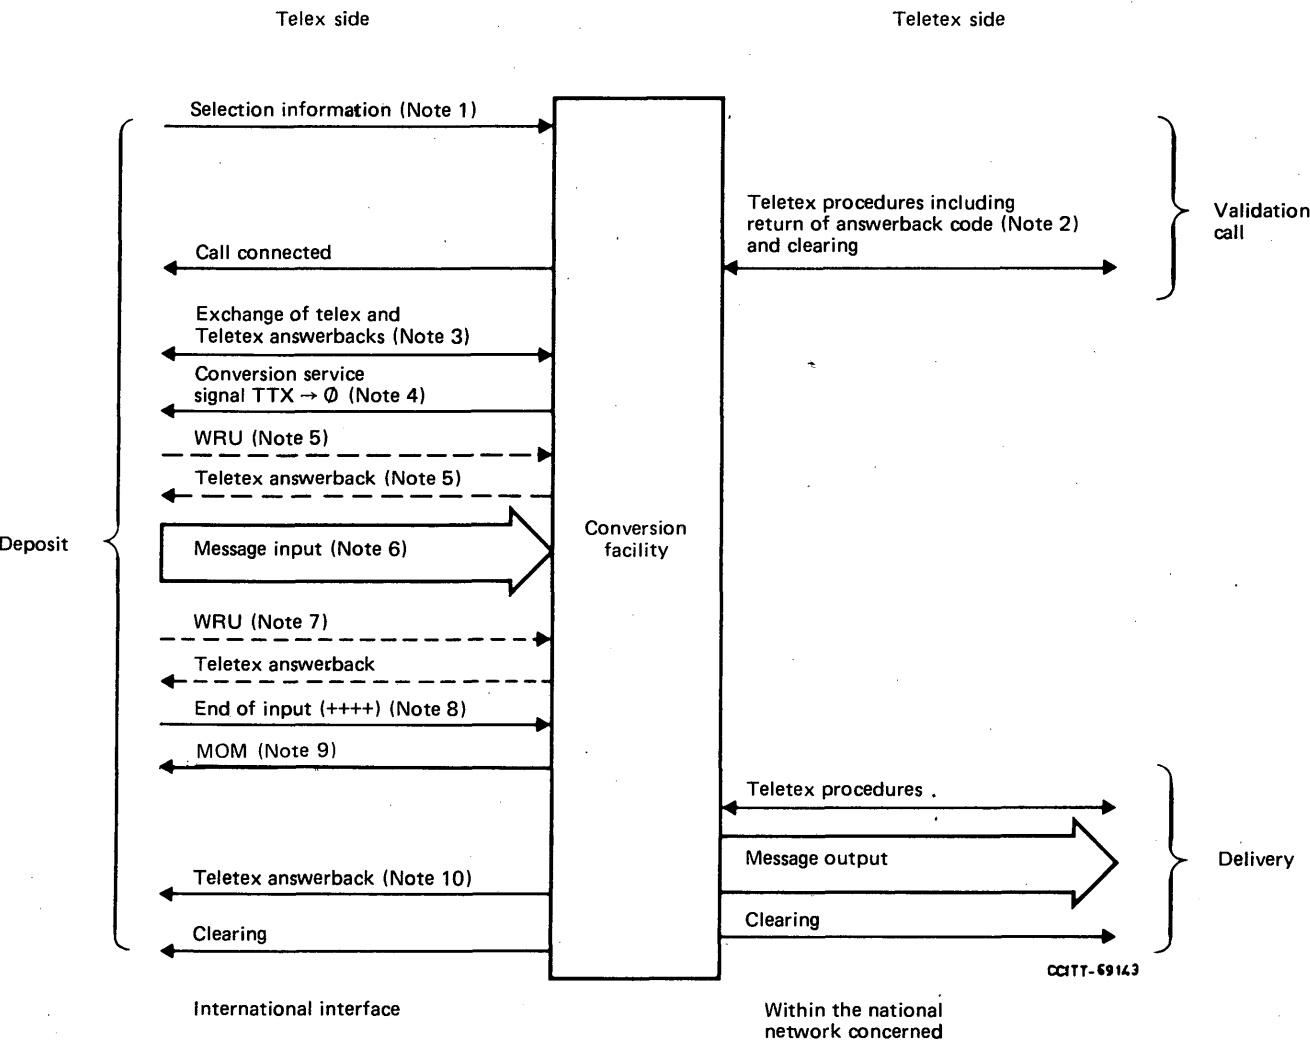 Telex side
Teletex side
Selection information (Note 1)
Teletex procedures including
return of answerback code (Note 2)
and clearing
Validation
call
Call connected
Exchange of telex and
Teletex answerbacks (Note 3)
Conversion service
signal TTX → ∅ (Note 4)
WRU (Note 5)
Teletex answerback (Note 5)
Deposit
Message input (Note 6)
Conversion
facility
WRU (Note 7)
Teletex answerback
End of input (++++) (Note 8)
MOM (Note 9)
Teletex procedures
Message output
Delivery
Teletex answerback (Note 10)
Clearing
Clearing
CCITT-69143
International interface
Within the national
network concerned